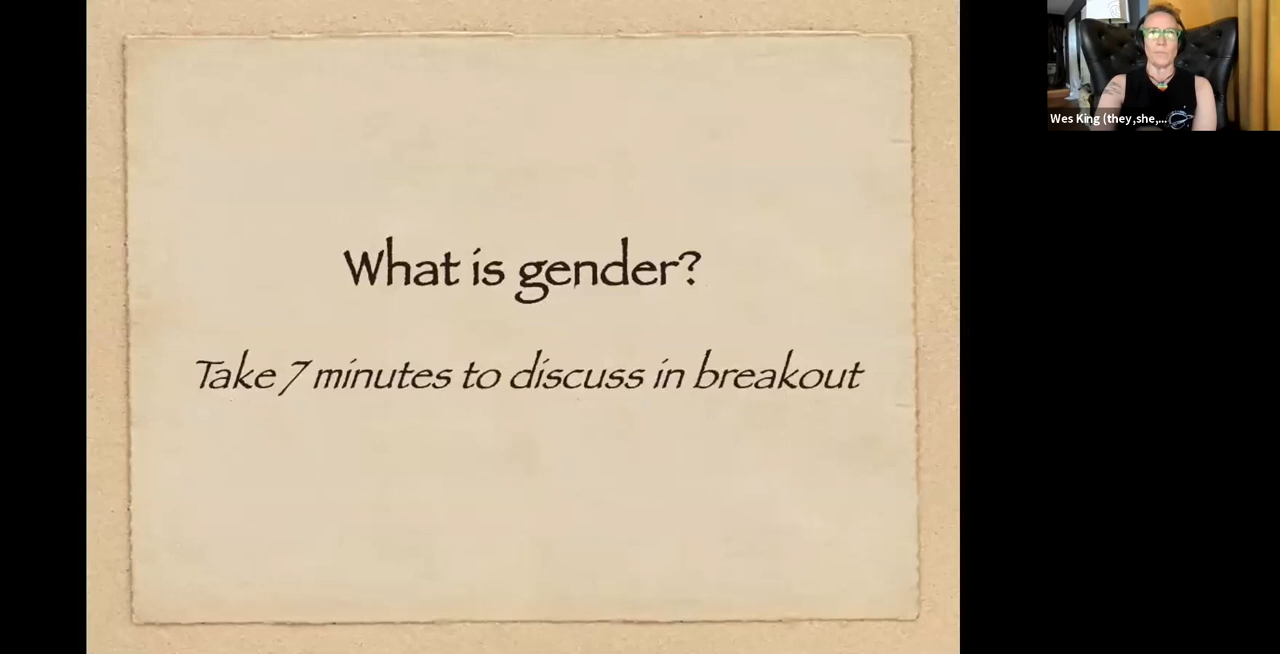 What is gender?
Take 7 minutes to discuss in breakout
Wes King (they,she,...